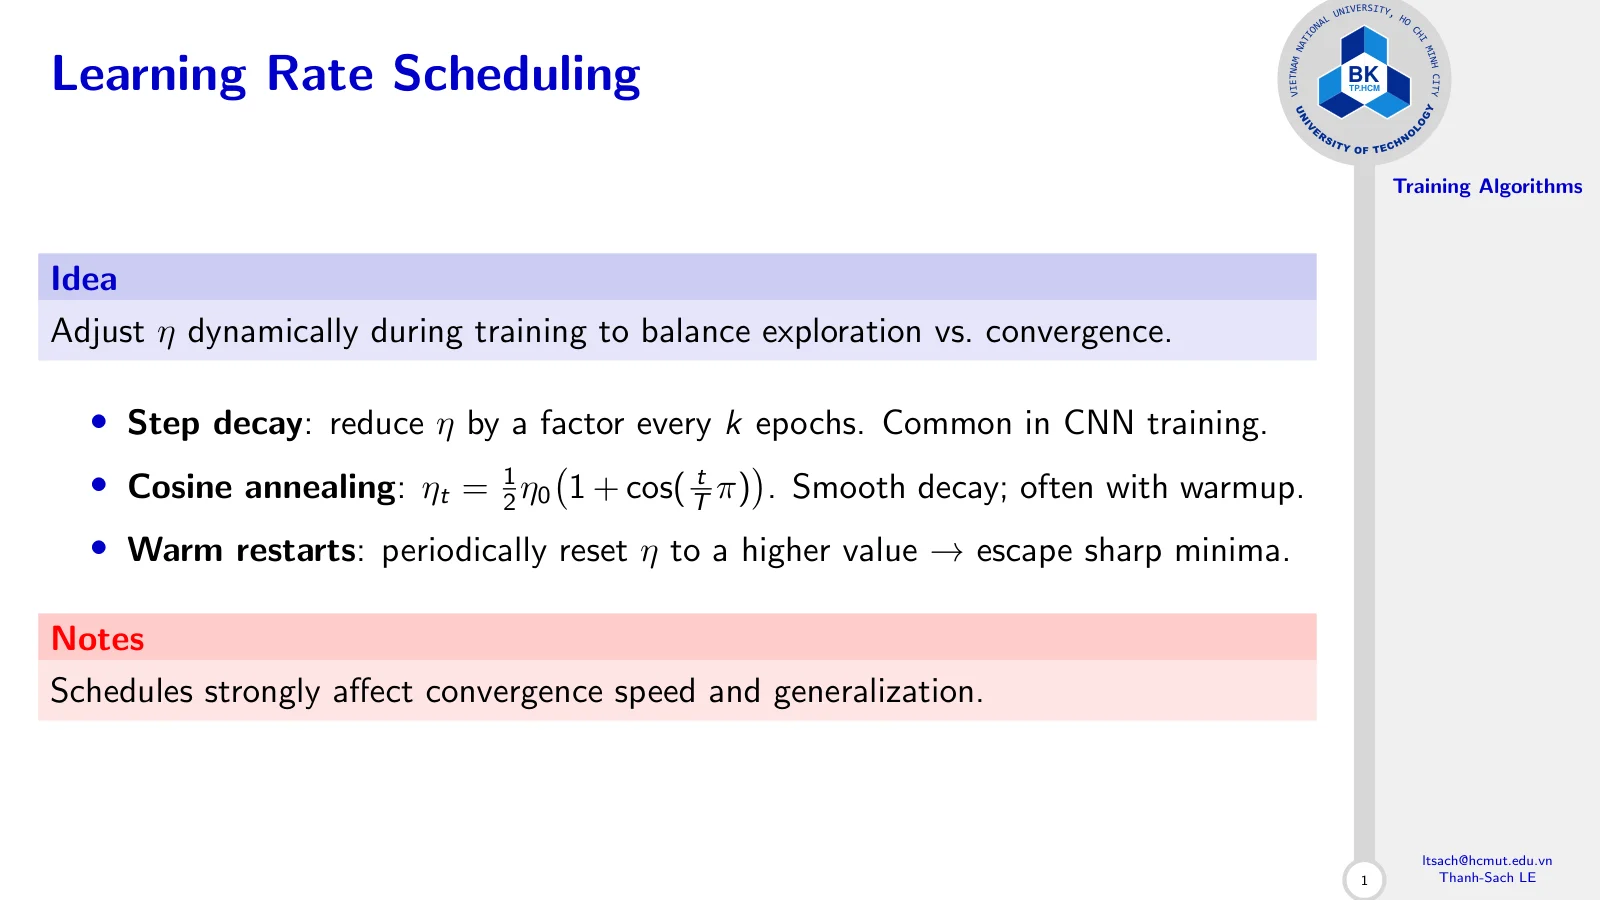 Learning Rate Scheduling
VIETNAM NATIONAL UNIVERSITY, HO CHI MINH CITY
BK
TP.HCM
UNIVERSITY OF TECHNOLOGY
Training Algorithms
Idea
Adjust η dynamically during training to balance exploration vs. convergence.
• Step decay: reduce η by a factor every k epochs. Common in CNN training.
• Cosine annealing: ηₜ = ½η₀(1 + cos(t/T π)). Smooth decay; often with warmup.
• Warm restarts: periodically reset η to a higher value → escape sharp minima.
Notes
Schedules strongly affect convergence speed and generalization.
ltsach@hcmut.edu.vn
Thanh-Sach LE
1